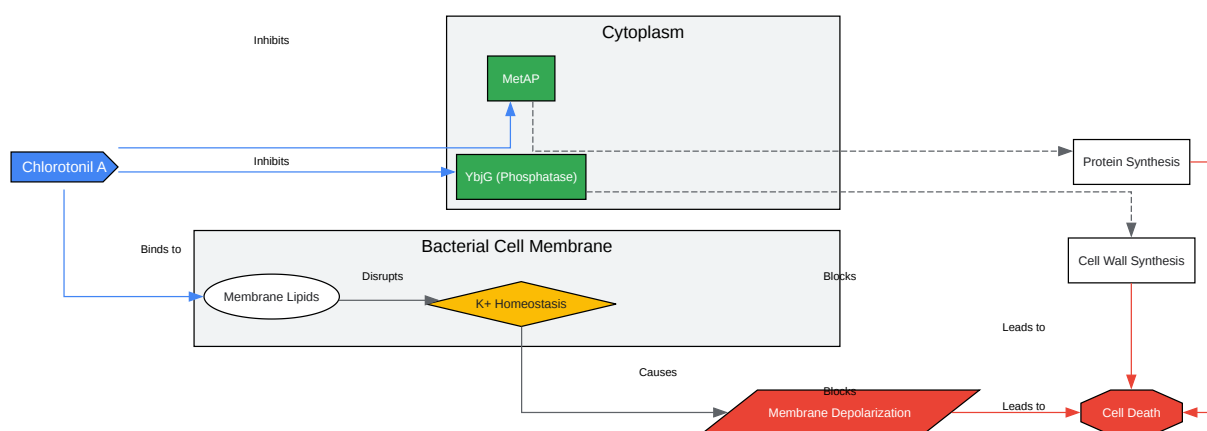 Cytoplasm
Inhibits
MetAP
Chlorotonil A
Inhibits
YbjG (Phosphatase)
Protein Synthesis
Bacterial Cell Membrane
Binds to
Cell Wall Synthesis
Disrupts
Blocks
Membrane Lipids
K+ Homeostasis
Leads to
Causes
Blocks
Membrane Depolarization
Leads to
Cell Death